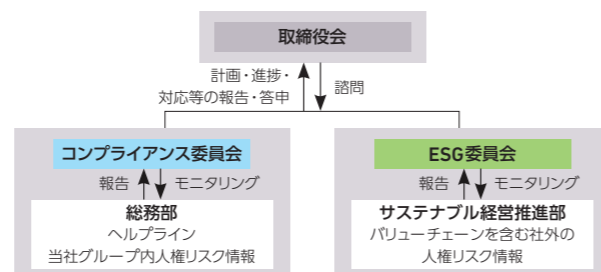 取締役会
計画・進捗・
対応等の報告・答申
諮問
コンプライアンス委員会
報告
モニタリング
総務部
ヘルプライン
当社グループ内人権リスク情報
ESG委員会
報告
モニタリング
サステナブル経営推進部
バリューチェーンを含む社外の
人権リスク情報